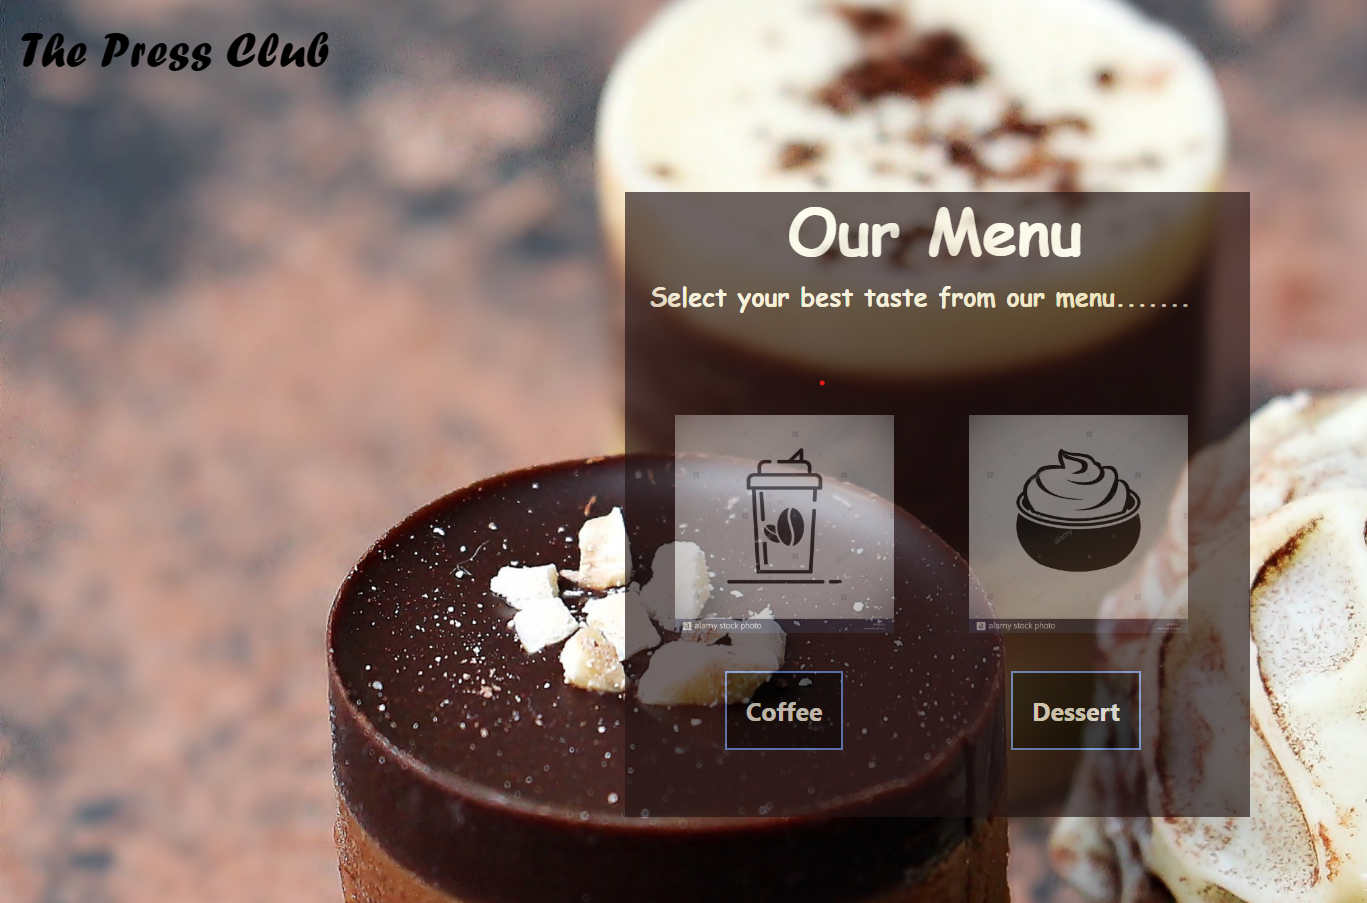 The Press Club
Our Menu
Select your best taste from our menu.......
alamy stock photo
alamy stock photo
alamy
Coffee
Dessert